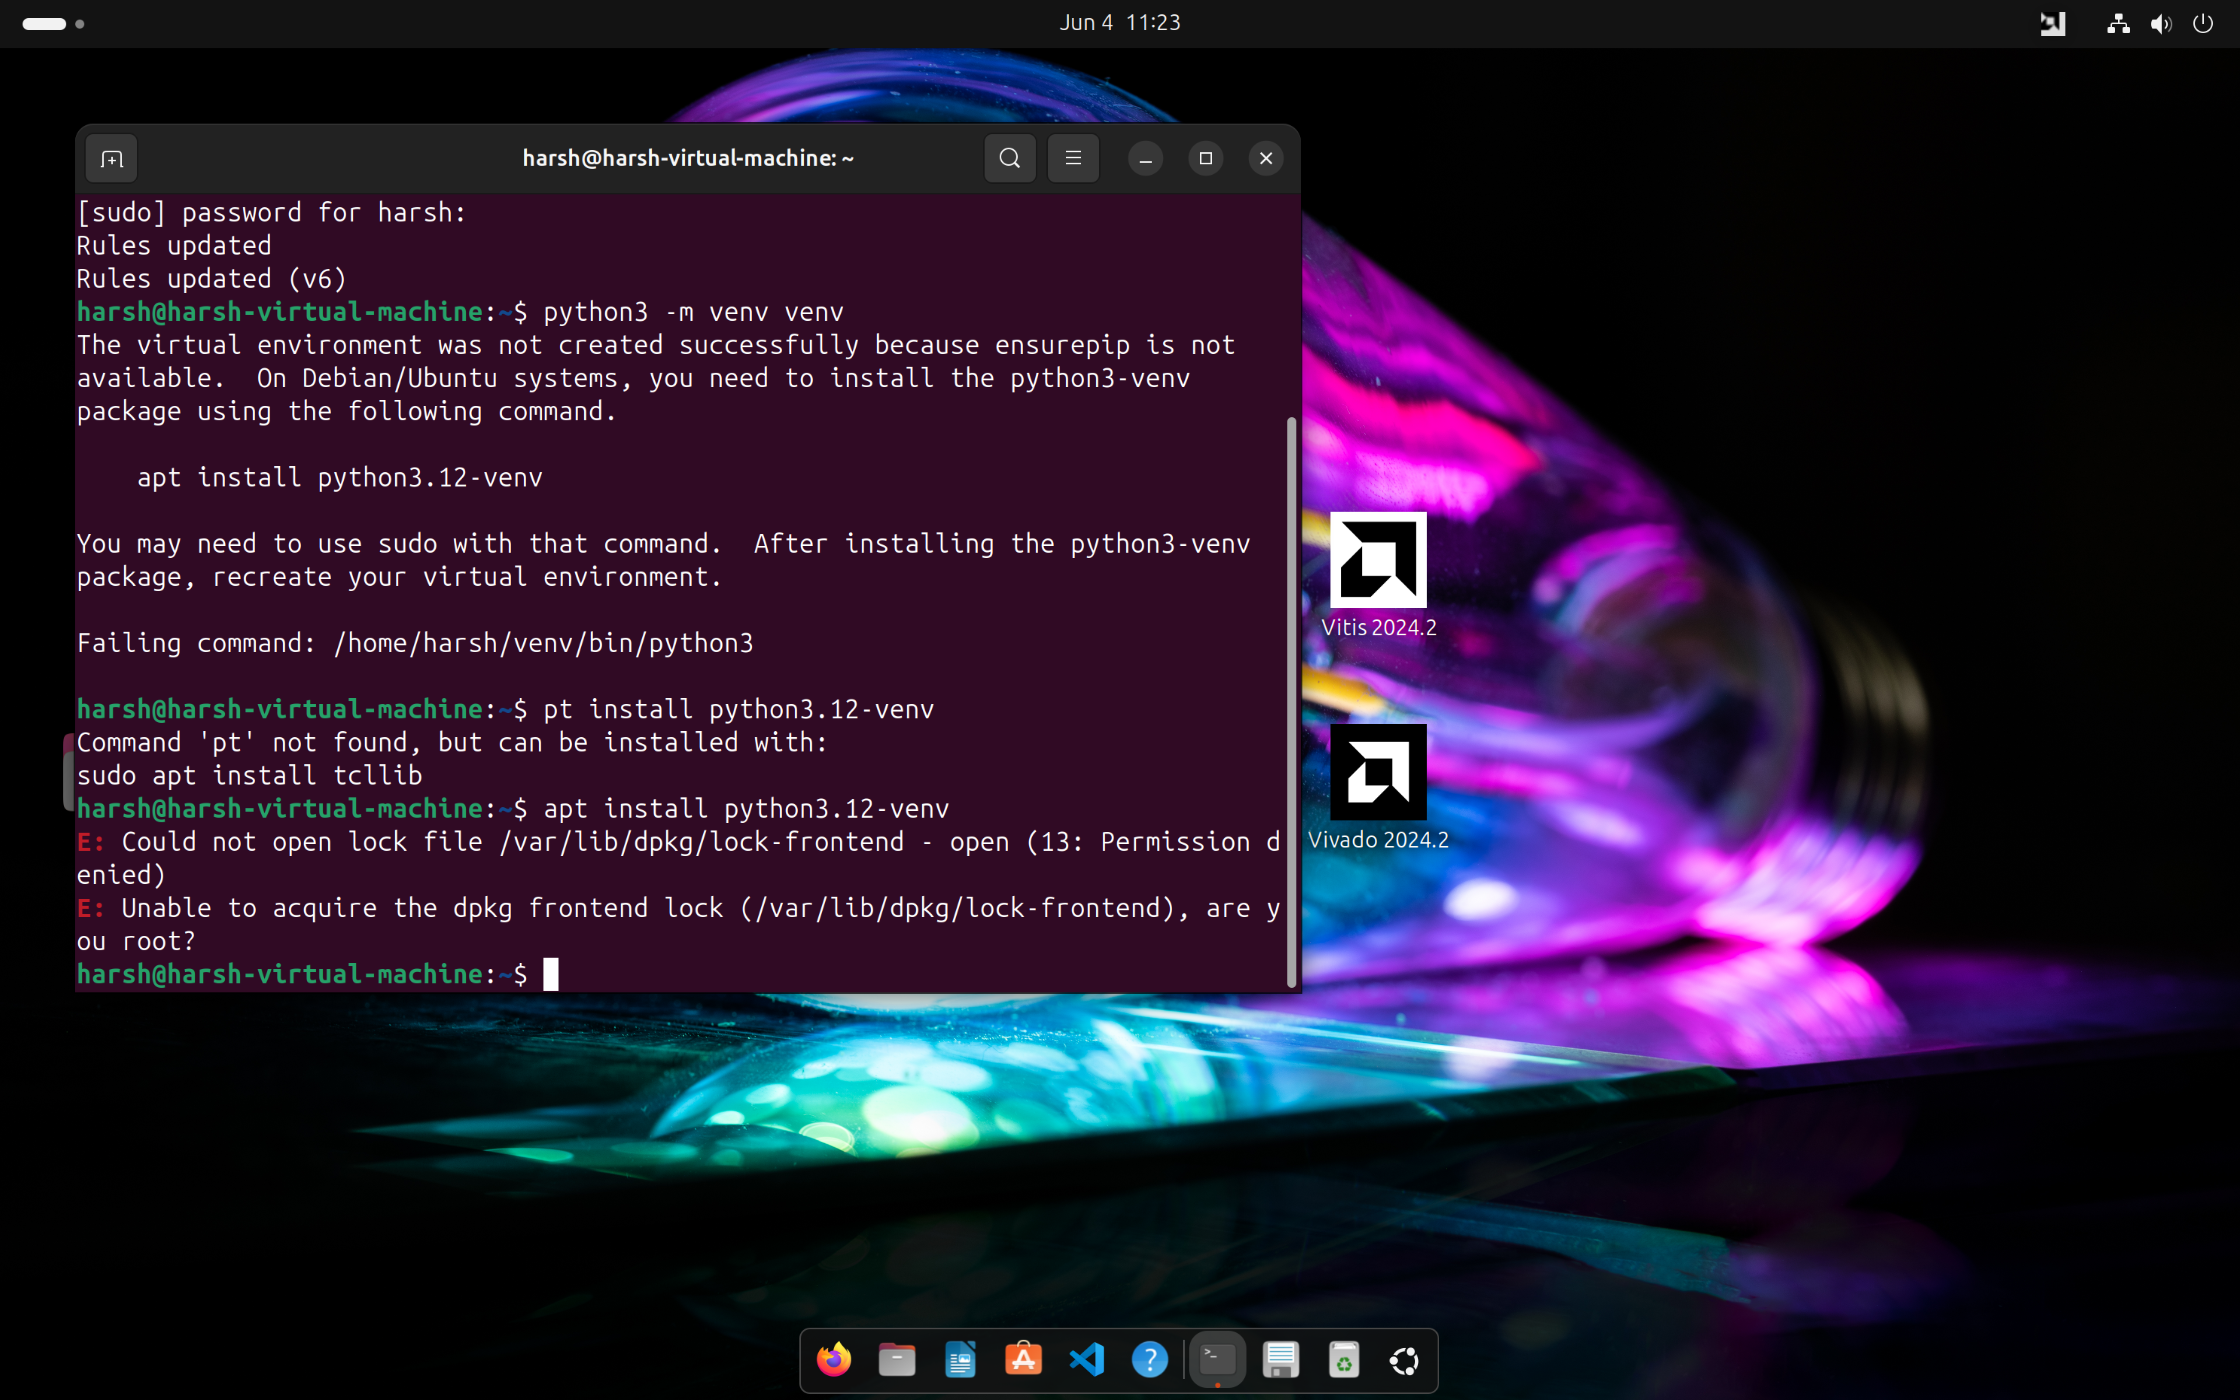 Jun 4  11:23
harsh@harsh-virtual-machine: ~
[sudo] password for harsh:
Rules updated
Rules updated (v6)
harsh@harsh-virtual-machine:~$ python3 -m venv venv
The virtual environment was not created successfully because ensurepip is not
available.  On Debian/Ubuntu systems, you need to install the python3-venv
package using the following command.
    apt install python3.12-venv
You may need to use sudo with that command.  After installing the python3-venv
package, recreate your virtual environment.
Failing command: /home/harsh/venv/bin/python3
harsh@harsh-virtual-machine:~$ pt install python3.12-venv
Command 'pt' not found, but can be installed with:
sudo apt install tcllib
harsh@harsh-virtual-machine:~$ apt install python3.12-venv
E: Could not open lock file /var/lib/dpkg/lock-frontend - open (13: Permission d
enied)
E: Unable to acquire the dpkg frontend lock (/var/lib/dpkg/lock-frontend), are y
ou root?
harsh@harsh-virtual-machine:~$
Vitis 2024.2
Vivado 2024.2